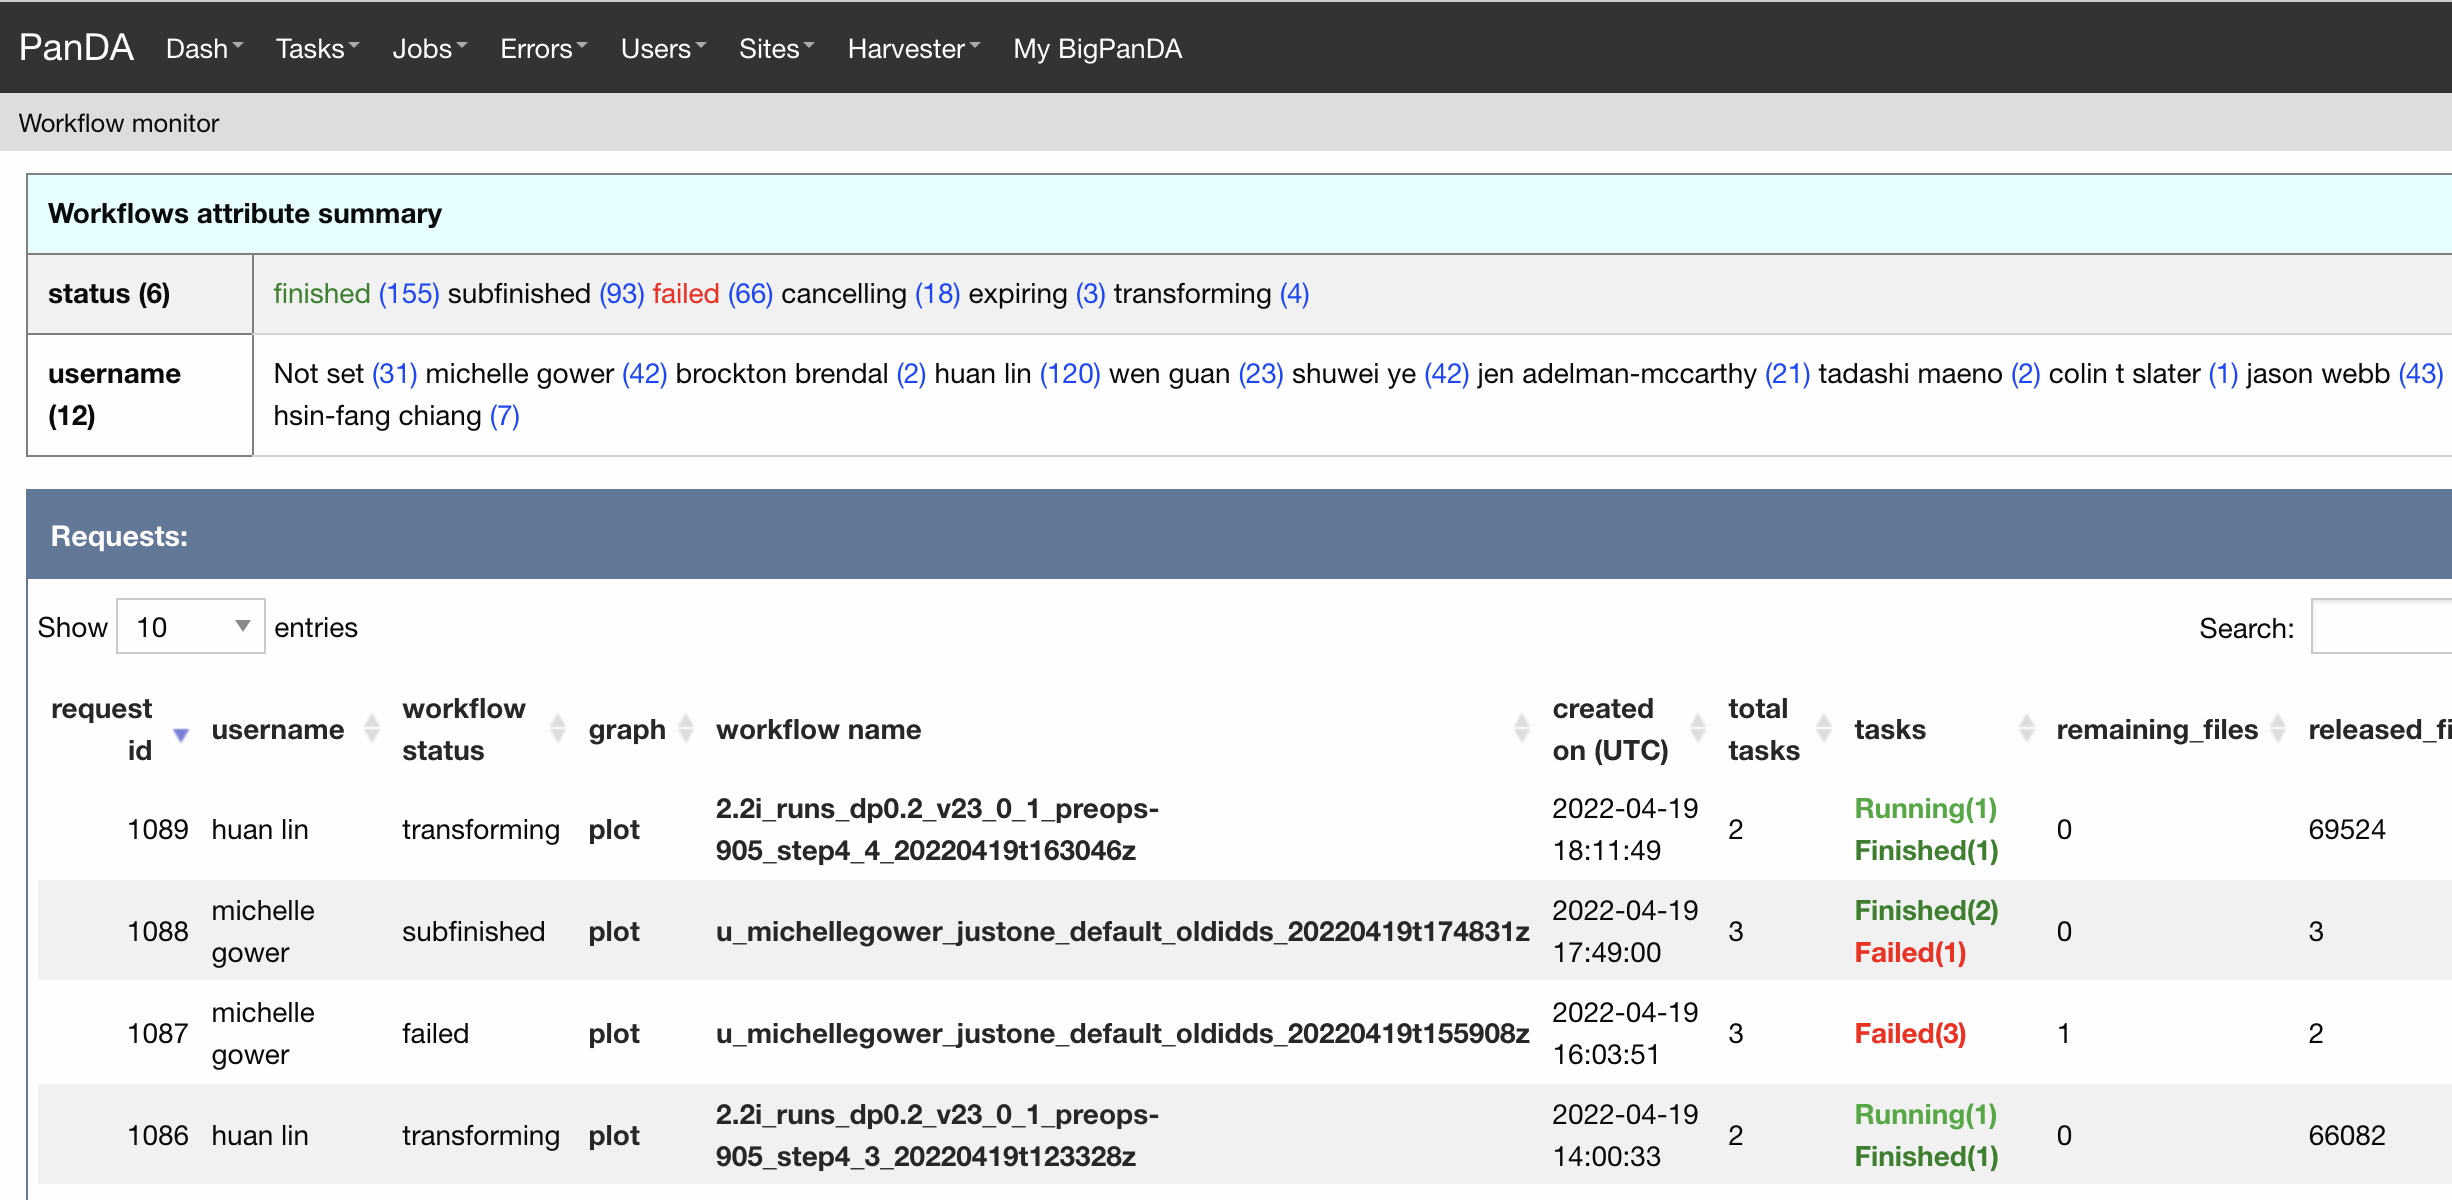 PanDA Dash Tasks Jobs Errors Users Sites Harvester My BigPanDA
Workflow monitor
Workflows attribute summary
status (6) finished (155) subfinished (93) failed (66) cancelling (18) expiring (3) transforming (4)
username (12) Not set (31) michelle gower (42) brockton brendal (2) huan lin (120) wen guan (23) shuwei ye (42) jen adelman-mccarthy (21) tadashi maeno (2) colin t slater (1) jason webb (43)
hsin-fang chiang (7)
Requests:
Show 10 entries Search:
request id username workflow status graph workflow name created on (UTC) total tasks tasks remaining_files
1089 huan lin transforming plot 2.2i_runs_dp0.2_v23_0_1_preops-905_step4_4_20220419t163046z 2022-04-19 18:11:49 2 Running(1) Finished(1) 0 69524
1088 michelle gower subfinished plot u_michellegower_justone_default_oldidds_20220419t174831z 2022-04-19 17:49:00 3 Finished(2) Failed(1) 0 3
1087 michelle gower failed plot u_michellegower_justone_default_oldidds_20220419t155908z 2022-04-19 16:03:51 3 Failed(3) 1 2
1086 huan lin transforming plot 2.2i_runs_dp0.2_v23_0_1_preops-905_step4_3_20220419t123328z 2022-04-19 14:00:33 2 Running(1) Finished(1) 0 66082